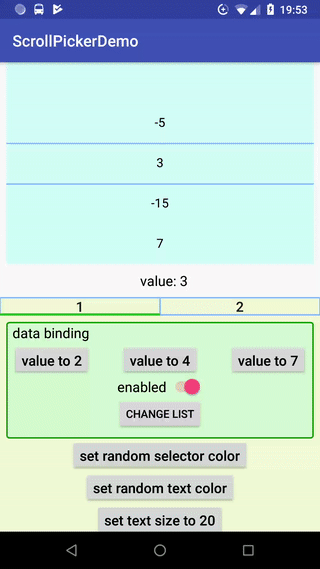 19:53
ScrollPickerDemo
-5
3
-15
7
value: 3
1 2
data binding
value to 2 value to 4 value to 7
enabled
CHANGE LIST
set random selector color
set random text color
set text size to 20